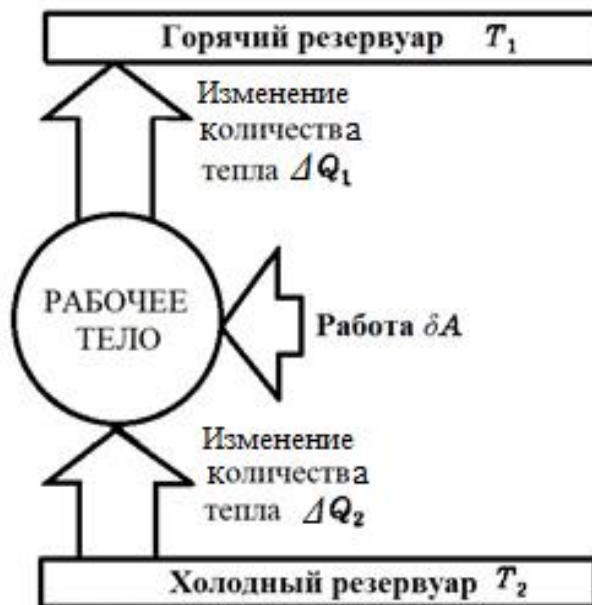 Горячий резервуар T₁
Изменение
количества
тепла ΔQ₁
РАБОЧЕЕ
ТЕЛО
Работа δA
Изменение
количества
тепла ΔQ₂
Холодный резервуар T₂